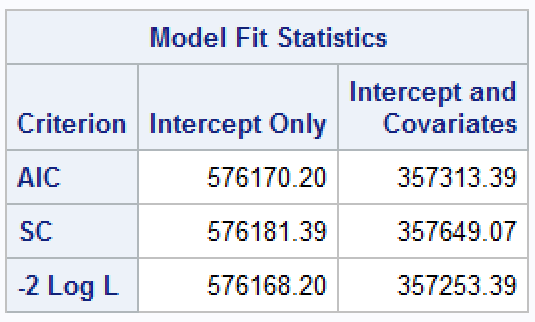 Model Fit Statistics
Criterion Intercept Only Intercept and
Covariates
AIC 576170.20 357313.39
SC 576181.39 357649.07
-2 Log L 576168.20 357253.39